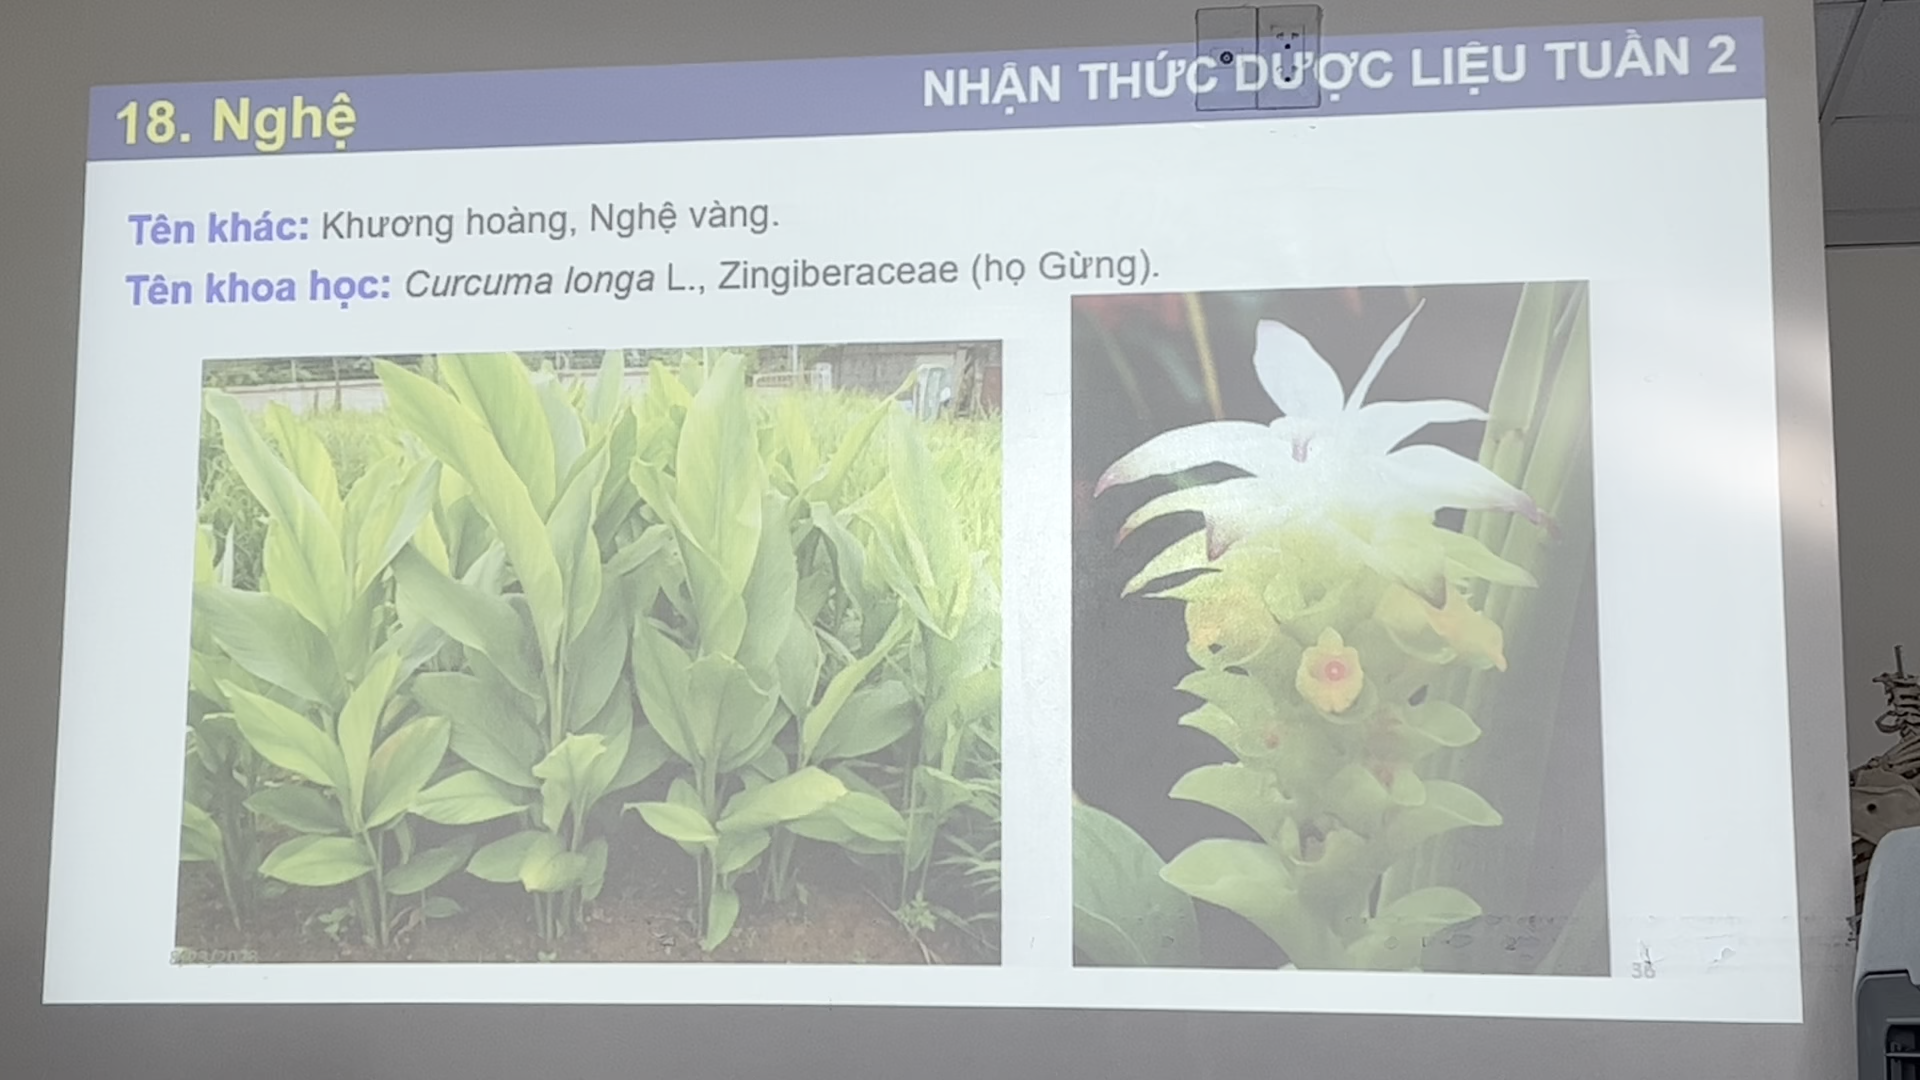 18. Nghệ
NHẬN THỨC DƯỢC LIỆU TUẦN 2
Tên khác: Khương hoàng, Nghệ vàng.
Tên khoa học: Curcuma longa L., Zingiberaceae (họ Gừng).